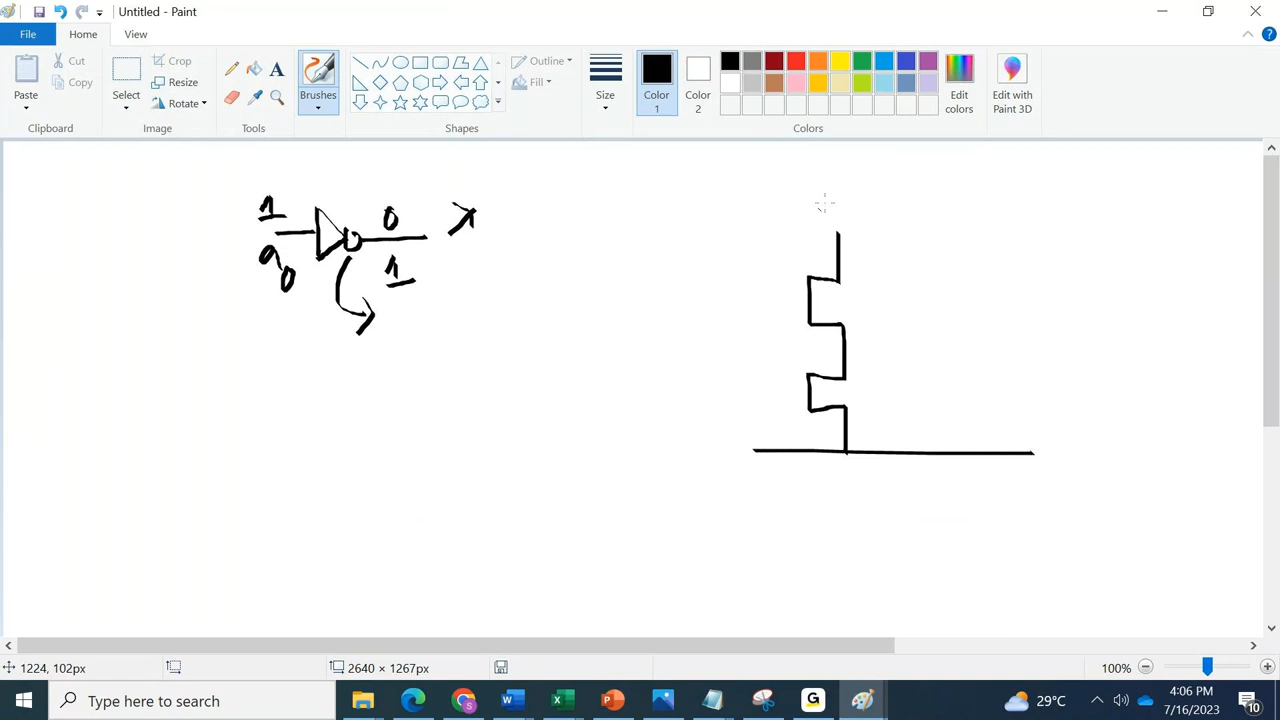 Untitled - Paint
File
Home
View
Paste
Cut
Copy
Clipboard
Select
Crop
Resize
Rotate
Image
Tools
Brushes
Shapes
Outline
Fill
Size
Color 1
Color 2
Colors
Edit colors
Edit with Paint 3D
1
0
0
1
1224, 102px
2640 × 1267px
100%
Type here to search
29°C
4:06 PM
7/16/2023
10